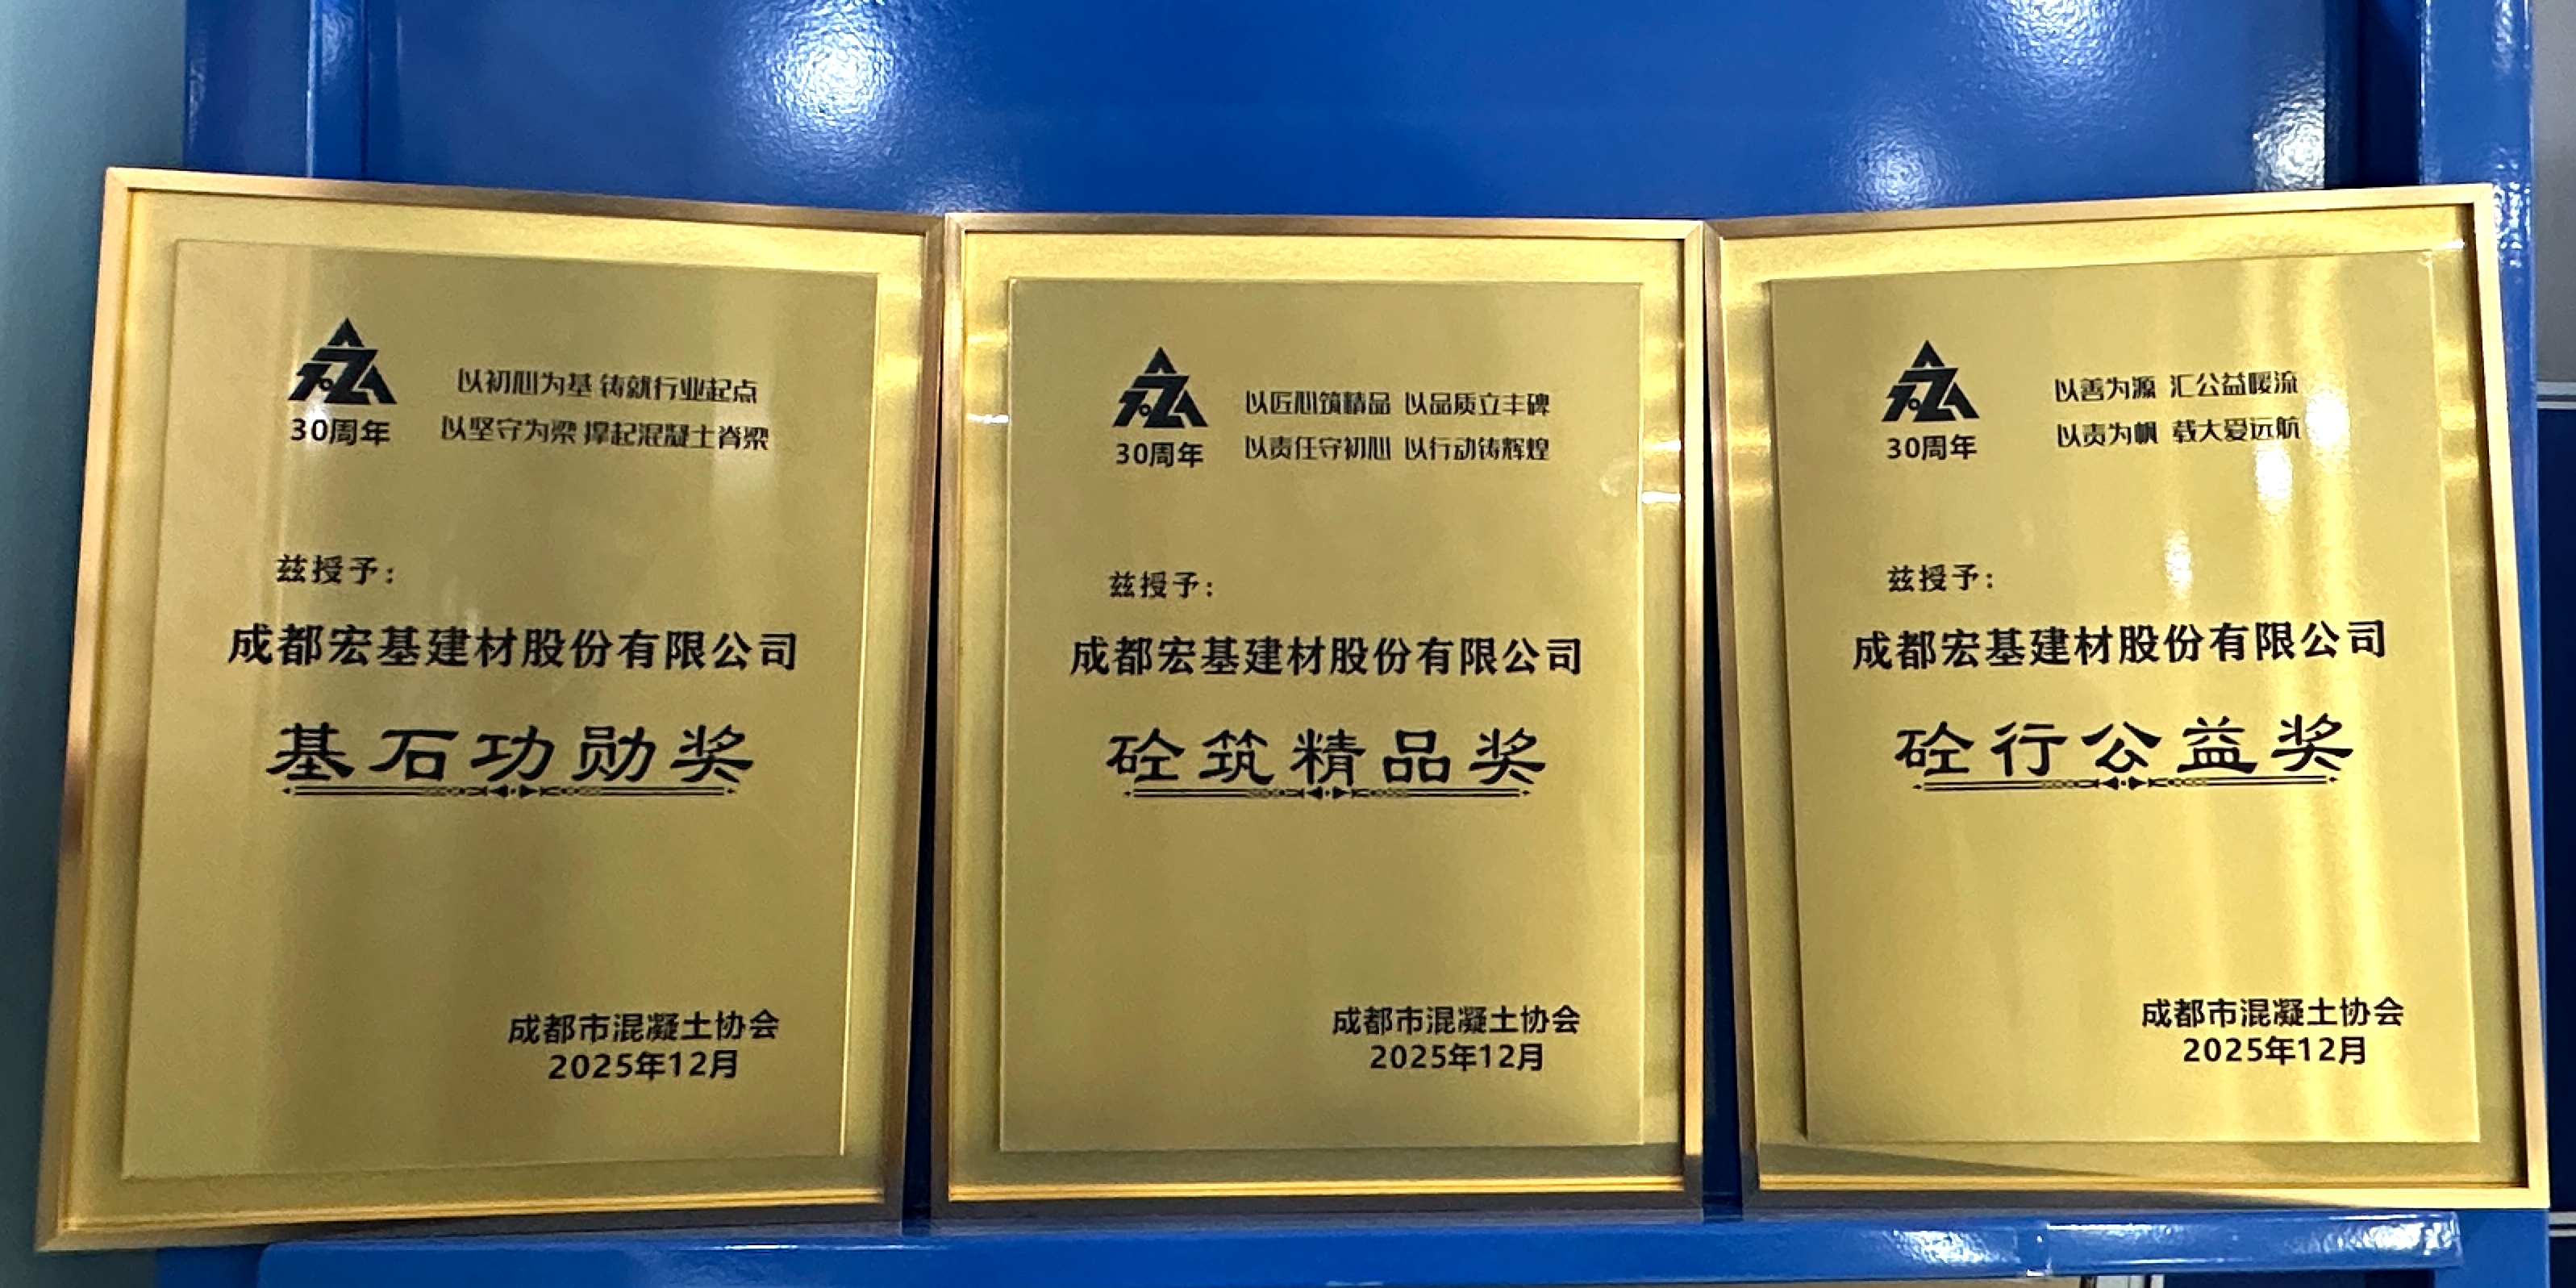 30周年
以初心为基 铸就行业起点
以坚守为梁 撑起混凝土脊梁
兹授予：
成都宏基建材股份有限公司
基石功勋奖
成都市混凝土协会
2025年12月
30周年
以匠心筑精品 以品质立丰碑
以责任守初心 以行动铸辉煌
兹授予：
成都宏基建材股份有限公司
砼筑精品奖
成都市混凝土协会
2025年12月
30周年
以善为源 汇公益暖流
以责为帆 载大爱远航
兹授予：
成都宏基建材股份有限公司
砼行公益奖
成都市混凝土协会
2025年12月